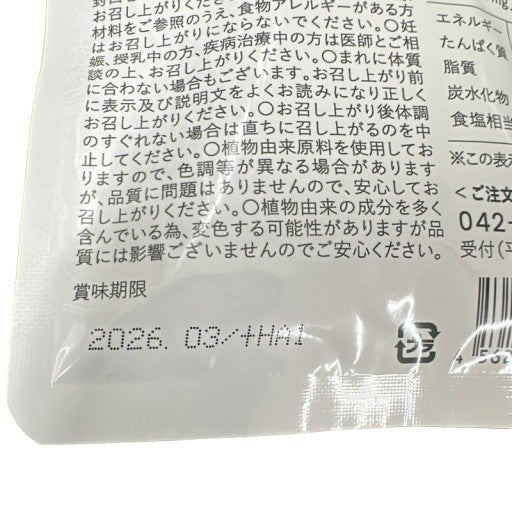 お召し上がりください。
材料をご参照のうえ、食物アレルギーがある方
はお召し上がりにならないでください。〇妊
娠、授乳中の方、疾病治療中の方は医師とご相
談の上、お召し上がりください。〇まれに体質
に合わない場合もございます。お召し上がり前
に表示及び説明文をよくお読みになり正しく
お召し上がりください。〇お召し上がり後体調
のすぐれない場合は直ちに召し上がるのを中
止してください。〇植物由来原料を使用してお
りますので、色調等が異なる場合があります
が、品質に問題はありませんので、安心してお
召し上がりください。〇植物由来の成分を多く
含んでいる為、変色する可能性がありますが品
質には影響ございませんのでご安心ください。
賞味期限
2026. 03/+HA1
プラ
エネルギー
たんぱく質
脂質
炭水化物
食塩相当
※この表示
<ご注文
042-
受付(平
4 562